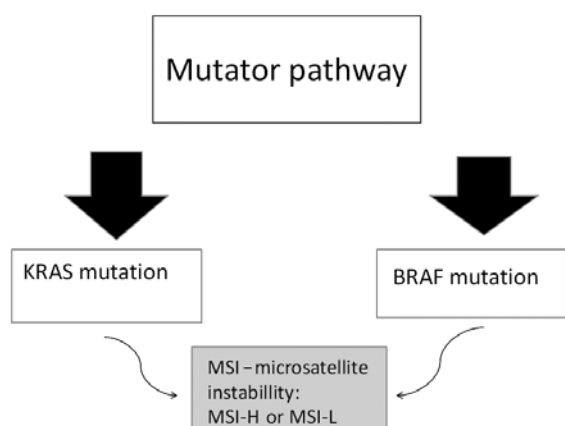 Mutator pathway
KRAS mutation
BRAF mutation
MSI – microsatellite
instabillity:
MSI-H or MSI-L